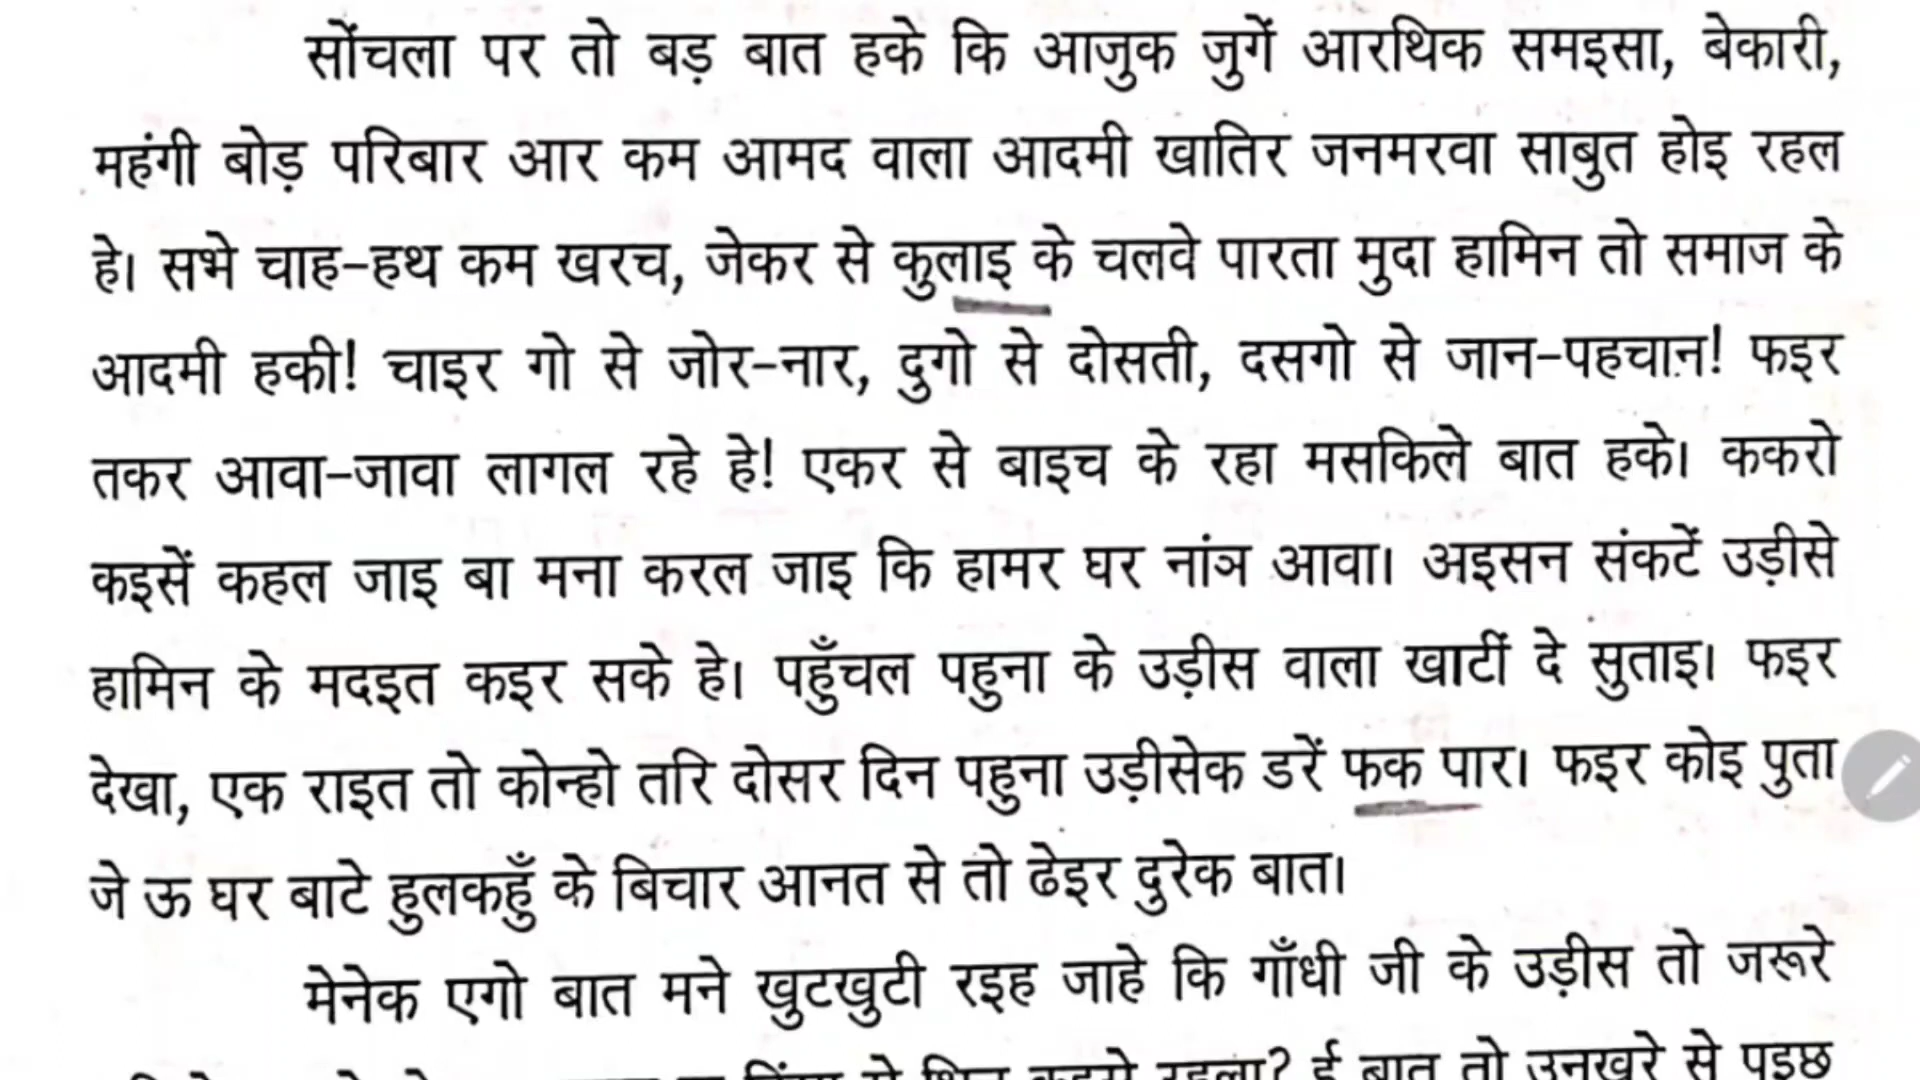 सोंचला पर तो बड़ बात हके कि आजुक जुगें आरथिक समइसा, बेकारी,
महंगी बोड़ परिबार आर कम आमद वाला आदमी खातिर जनमरवा साबुत होइ रहल
हे। सभे चाह-हथ कम खरच, जेकर से कुलाइ के चलवे पारता मुदा हामिन तो समाज के
आदमी हकी! चाइर गो से जोर-नार, दुगो से दोसती, दसगो से जान-पहचान! फइर
तकर आवा-जावा लागल रहे हे! एकर से बाइच के रहा मसकिले बात हके। ककरो
कइसें कहल जाइ बा मना करल जाइ कि हामर घर नांञ आवा। अइसन संकटें उड़ीसे
हामिन के मदइत कइर सके हे। पहुँचल पहुना के उड़ीस वाला खाटीं दे सुताइ। फइर
देखा, एक राइत तो कोन्हो तरि दोसर दिन पहुना उड़ीसेक डरें फक पार। फइर कोइ पुता
जे ऊ घर बाटे हुलकहुँ के बिचार आनत से तो ढेइर दुरेक बात।
मेनेक एगो बात मने खुटखुटी रइह जाहे कि गाँधी जी के उड़ीस तो जरूरे
रहला? ई बात तो उनखरे से पइछ